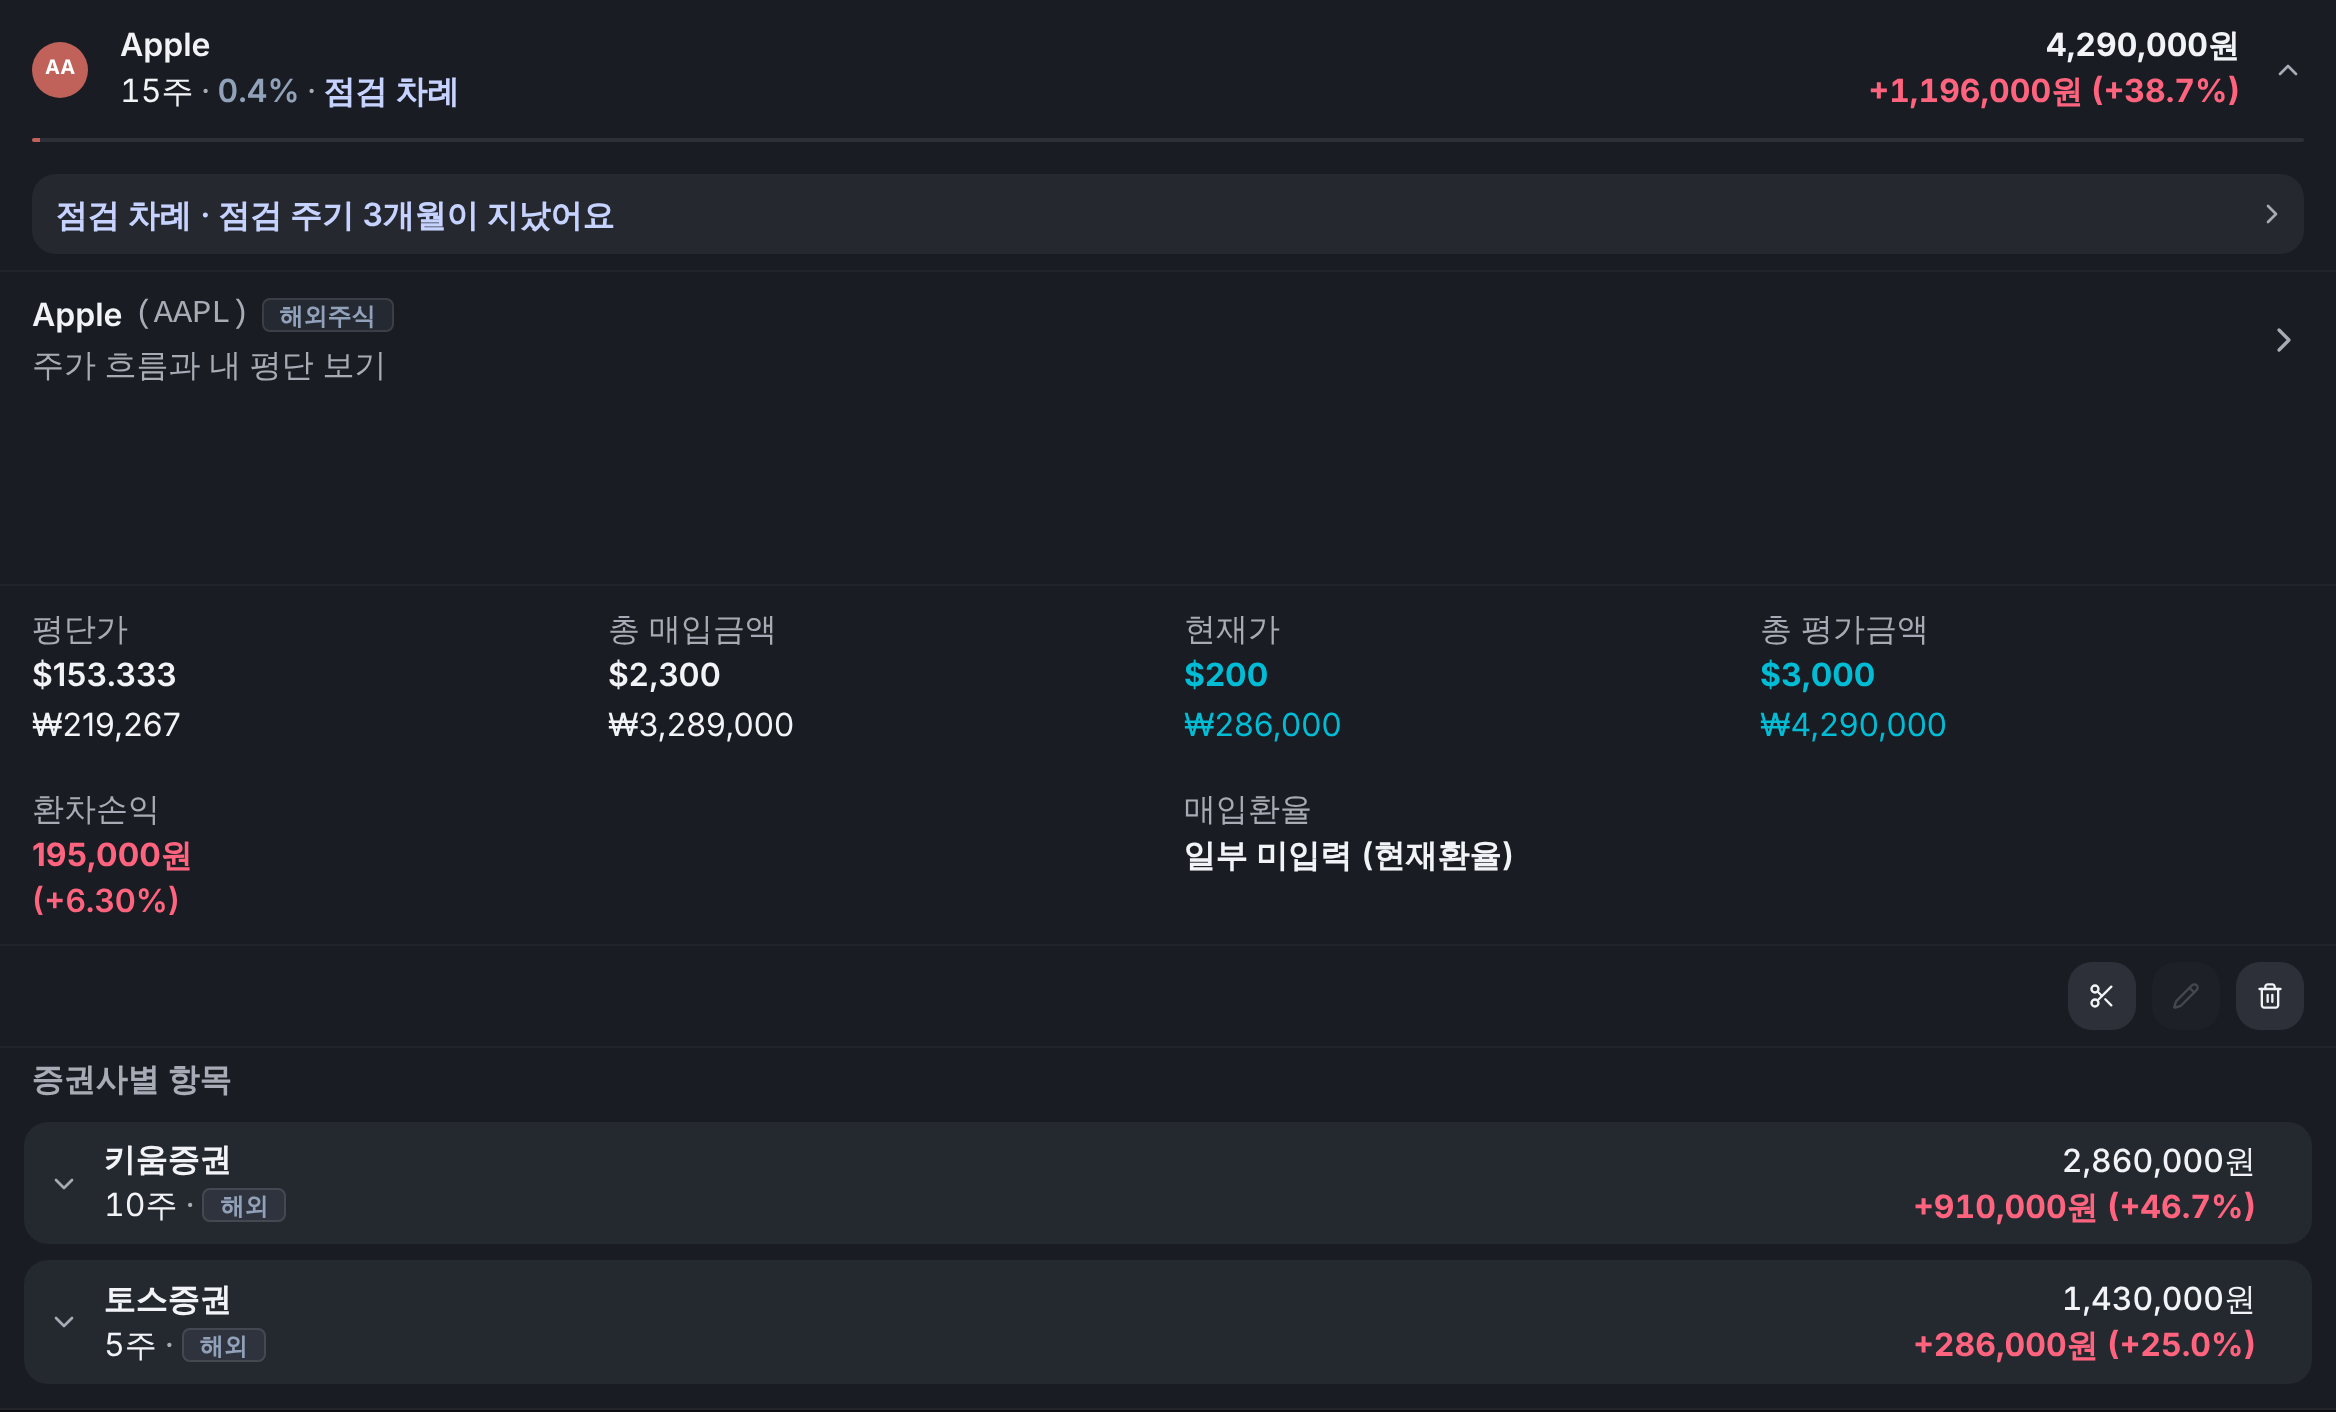 AA
Apple
15주 · 0.4% · 점검 차례
4,290,000원
+1,196,000원 (+38.7%)
점검 차례 · 점검 주기 3개월이 지났어요
Apple (AAPL) 해외주식
주가 흐름과 내 평단 보기
평단가
$153.333
₩219,267
총 매입금액
$2,300
₩3,289,000
현재가
$200
₩286,000
총 평가금액
$3,000
₩4,290,000
환차손익
195,000원
(+6.30%)
매입환율
일부 미입력 (현재환율)
증권사별 항목
키움증권
10주 · 해외
2,860,000원
+910,000원 (+46.7%)
토스증권
5주 · 해외
1,430,000원
+286,000원 (+25.0%)